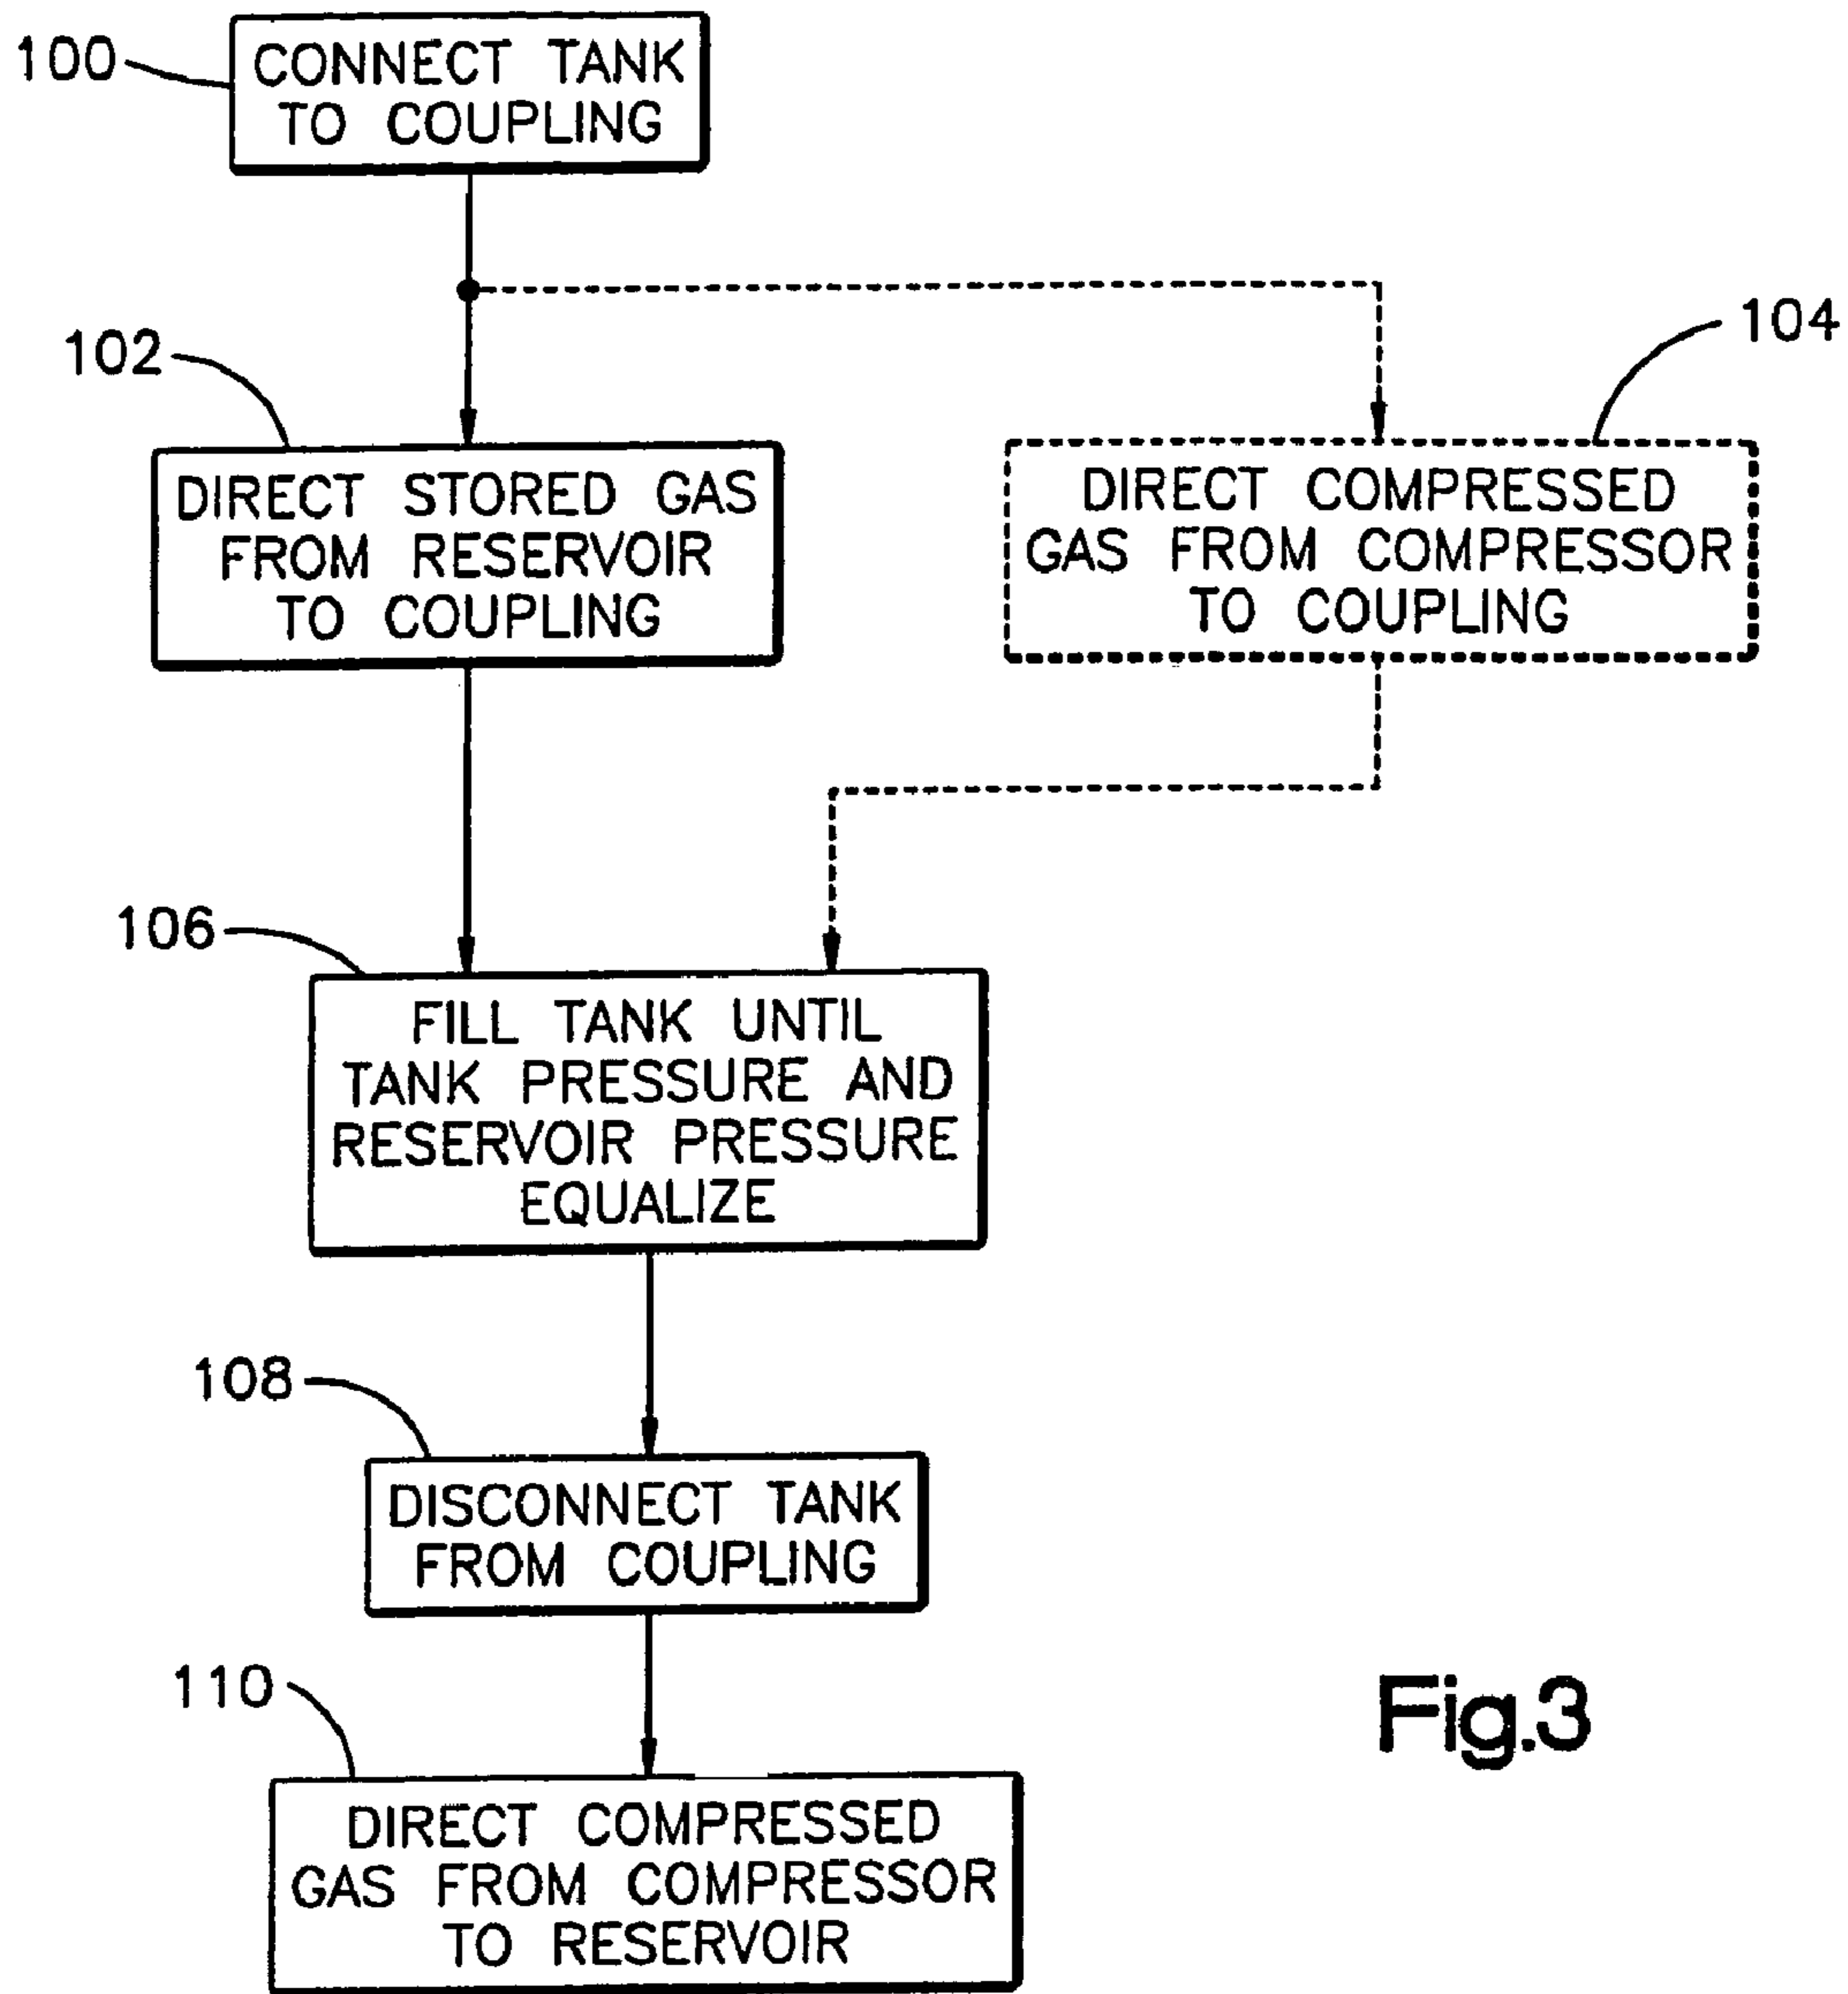 100
CONNECT TANK
TO COUPLING
102
DIRECT STORED GAS
FROM RESERVOIR
TO COUPLING
104
DIRECT COMPRESSED
GAS FROM COMPRESSOR
TO COUPLING
106
FILL TANK UNTIL
TANK PRESSURE AND
RESERVOIR PRESSURE
EQUALIZE
108
DISCONNECT TANK
FROM COUPLING
110
DIRECT COMPRESSED
GAS FROM COMPRESSOR
TO RESERVOIR
Fig.3